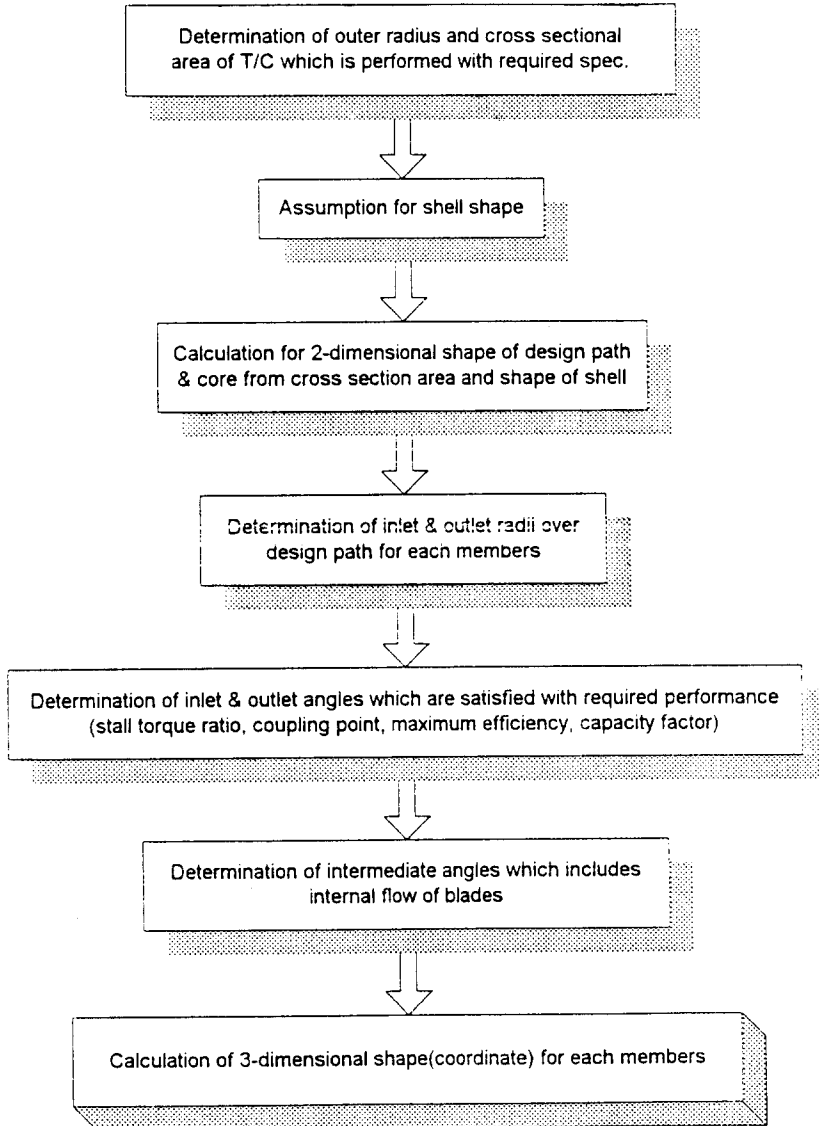 Determination of outer radius and cross sectional
area of T/C which is performed with required spec.
Assumption for shell shape
Calculation for 2-dimensional shape of design path
& core from cross section area and shape of shell
Determination of inlet & outlet radii over
design path for each members
Determination of inlet & outlet angles which are satisfied with required performance
(stall torque ratio, coupling point, maximum efficiency, capacity factor)
Determination of intermediate angles which includes
internal flow of blades
Calculation of 3-dimensional shape(coordinate) for each members